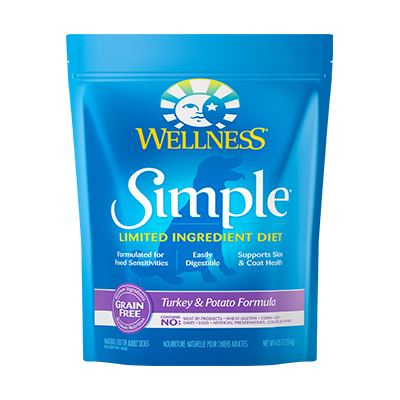 WELLNESS®
Simple
LIMITED INGREDIENT DIET
Formulated for
Food Sensitivities
Easily
Digestible
Supports Skin
& Coat Health
GRAIN
FREE
Turkey & Potato Formula
CONTAINS
NO:
MEAT BY-PRODUCTS • WHEAT GLUTEN • CORN • SOY
DAIRY • EGGS • ARTIFICIAL PRESERVATIVES, COLORS
NATURAL FOOD FOR ADULT DOGS
NOURRITURE NATURELLE POUR CHIENS ADULTES
NET WT